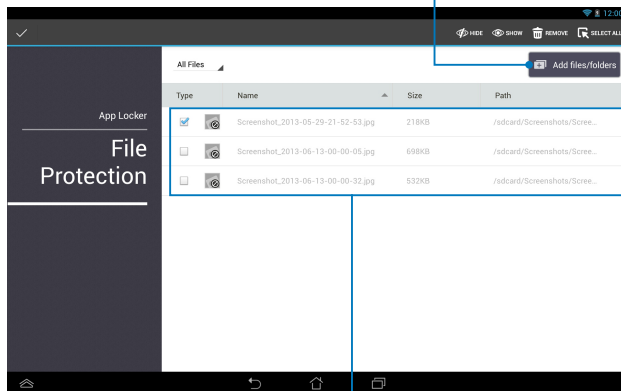 12:00
HIDE SHOW REMOVE SELECT ALL
All Files
Add files/folders
Type Name Size Path
App Locker
File
Protection
Screenshot_2013-05-29-21-52-53.jpg 218KB /sdcard/Screenshots/Scree...
Screenshot_2013-06-13-00-00-05.jpg 698KB /sdcard/Screenshots/Scree...
Screenshot_2013-06-13-00-00-32.jpg 532KB /sdcard/Screenshots/Scree...